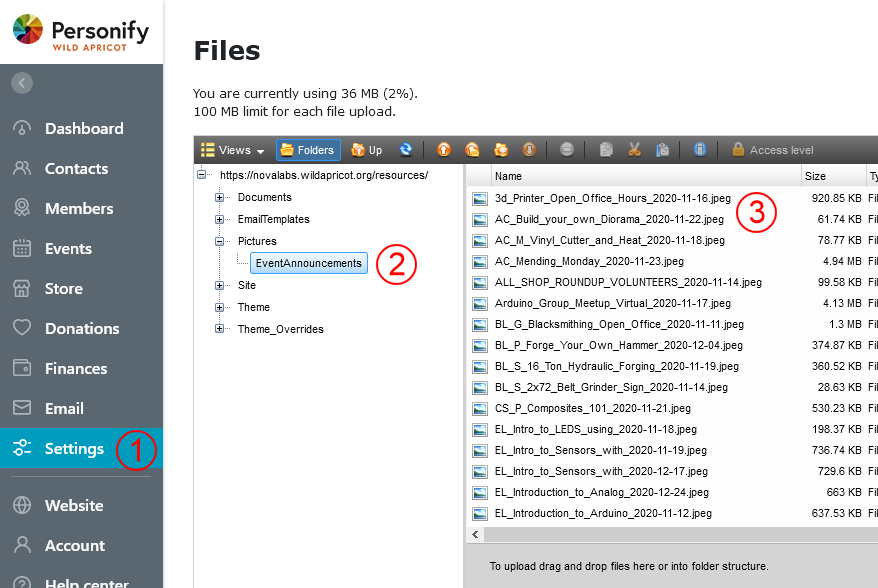 Personify
WILD APRICOT
Dashboard
Contacts
Members
Events
Store
Donations
Finances
Email
Settings
1
Website
Account
Help center
Files
You are currently using 36 MB (2%).
100 MB limit for each file upload.
Views Folders Up Access level
https://novalabs.wildapricot.org/resources/
Documents
EmailTemplates
Pictures
EventAnnouncements
2
Site
Theme
Theme_Overrides
Name Size Ty
3d_Printer_Open_Office_Hours_2020-11-16.jpeg 920.85 KB Fil
3
AC_Build_your_own_Diorama_2020-11-22.jpeg 61.74 KB Fil
AC_M_Vinyl_Cutter_and_Heat_2020-11-18.jpeg 78.77 KB Fil
AC_Mending_Monday_2020-11-23.jpeg 4.94 MB Fil
ALL_SHOP_ROUNDUP_VOLUNTEERS_2020-11-14.jpeg 99.58 KB Fil
Arduino_Group_Meetup_Virtual_2020-11-17.jpeg 4.13 MB Fil
BL_G_Blacksmithing_Open_Office_2020-11-11.jpeg 1.3 MB Fil
BL_P_Forge_Your_Own_Hammer_2020-12-04.jpeg 374.87 KB Fil
BL_S_16_Ton_Hydraulic_Forging_2020-11-19.jpeg 360.52 KB Fil
BL_S_2x72_Belt_Grinder_Sign_2020-11-14.jpeg 28.63 KB Fil
CS_P_Composites_101_2020-11-21.jpeg 530.23 KB Fil
EL_Intro_to_LEDS_using_2020-11-18.jpeg 198.37 KB Fil
EL_Intro_to_Sensors_with_2020-11-19.jpeg 736.74 KB Fil
EL_Intro_to_Sensors_with_2020-12-17.jpeg 729.6 KB Fil
EL_Introduction_to_Analog_2020-12-24.jpeg 663 KB Fil
EL_Introduction_to_Arduino_2020-11-12.jpeg 637.53 KB Fil
To upload drag and drop files here or into folder structure.